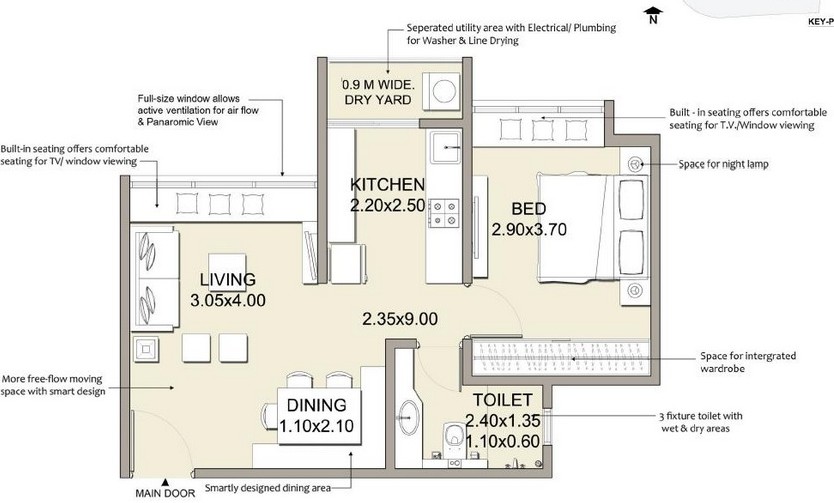 Seperated utility area with Electrical/ Plumbing
for Washer & Line Drying
N
KEY-P
0.9 M WIDE.
DRY YARD
Full-size window allows
active ventilation for air flow
& Panaromic View
Built - in seating offers comfortable
seating for T.V./Window viewing
Built-in seating offers comfortable
seating for TV/ window viewing
Space for night lamp
KITCHEN
2.20x2.50
BED
2.90x3.70
LIVING
3.05x4.00
2.35x9.00
Space for intergrated
wardrobe
More free-flow moving
space with smart design
DINING
1.10x2.10
TOILET
2.40x1.35
1.10x0.60
3 fixture toilet with
wet & dry areas
MAIN DOOR
Smartly designed dining area